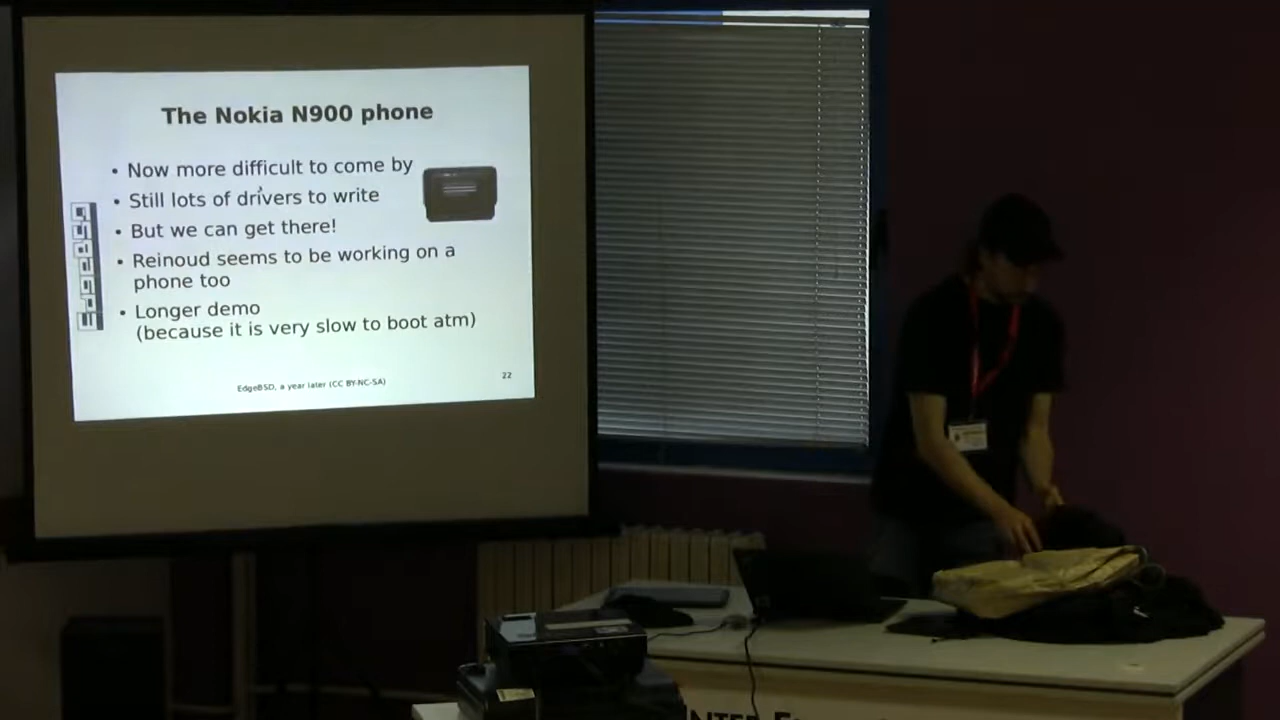 The Nokia N900 phone
• Now more difficult to come by
• Still lots of drivers to write
• But we can get there!
• Reinoud seems to be working on a
phone too
• Longer demo
(because it is very slow to boot atm)
EdgeBSD, a year later (CC BY-NC-SA)
22